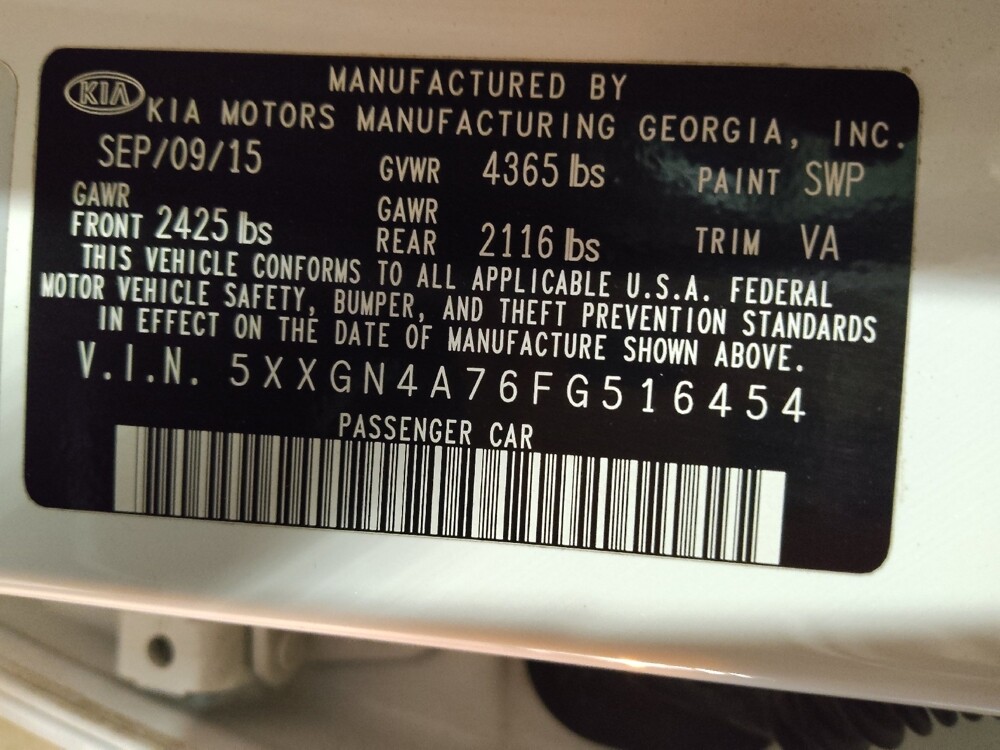 KIA
MANUFACTURED BY
KIA MOTORS MANUFACTURING GEORGIA, INC.
SEP/09/15 GVWR 4365 lbs PAINT SWP
GAWR FRONT 2425 lbs GAWR REAR 2116 lbs TRIM VA
THIS VEHICLE CONFORMS TO ALL APPLICABLE U.S.A. FEDERAL
MOTOR VEHICLE SAFETY, BUMPER, AND THEFT PREVENTION STANDARDS
IN EFFECT ON THE DATE OF MANUFACTURE SHOWN ABOVE.
V.I.N. 5XXGN4A76FG516454
PASSENGER CAR